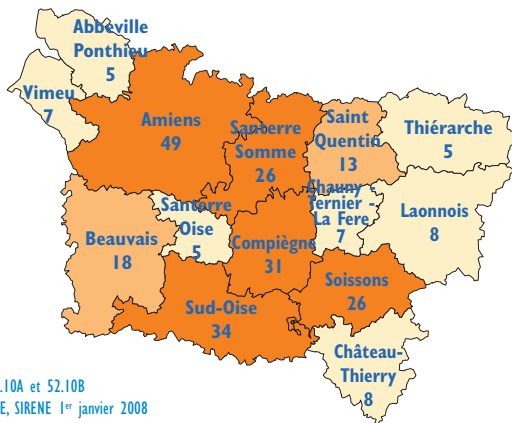 Abbeville
Ponthieu
5
Vimeu
7
Amiens
49
Santerre
Somme
26
Saint
Quentin
13
Thiérarche
5
Chauny -
Ternier -
La Fere
7
Laonnois
8
Santerre
Oise
5
Beauvais
18
Compiègne
31
Soissons
26
Sud-Oise
34
Château-
Thierry
8
.10A et 52.10B
E, SIRENE 1er janvier 2008